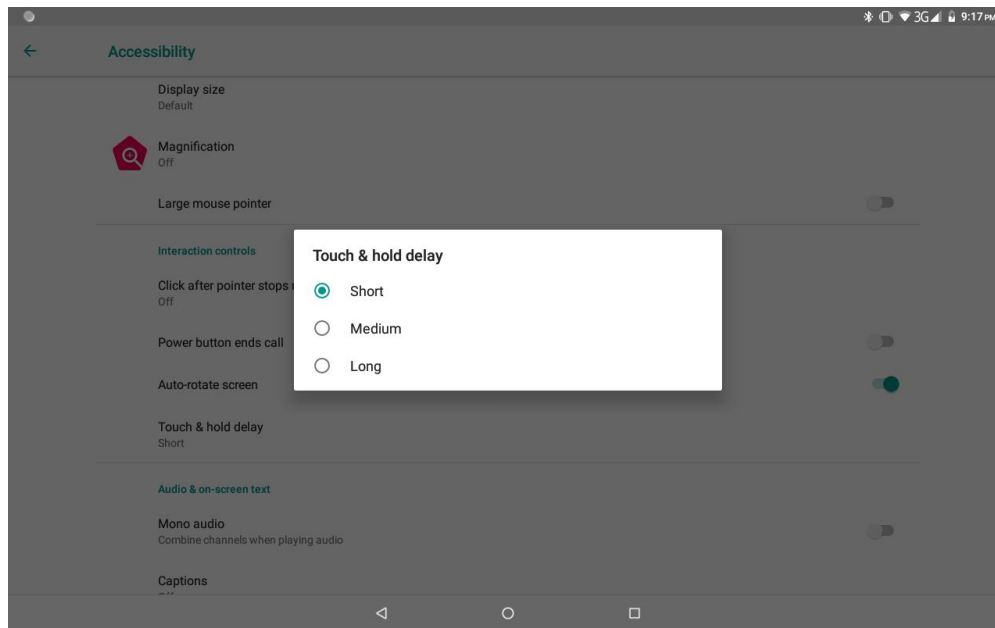 3G 9:17 PM
Accessibility
Display size
Default
Magnification
Off
Large mouse pointer
Interaction controls
Click after pointer stops
Off
Power button ends call
Auto-rotate screen
Touch & hold delay
Short
Touch & hold delay
Short
Medium
Long
Audio & on-screen text
Mono audio
Combine channels when playing audio
Captions